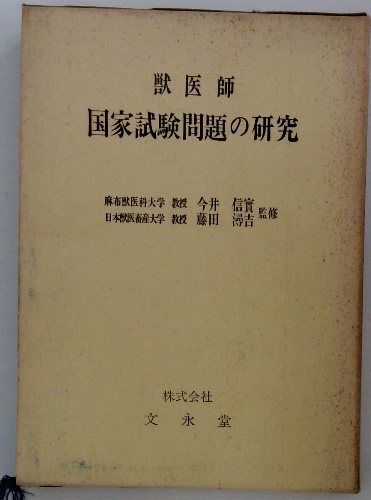 獣医師
国家試験問題の研究
麻布獣医科大学 教授 今井 信實
日本獣医畜産大学 教授 藤田 潯吉
監修
株式会社
文永堂